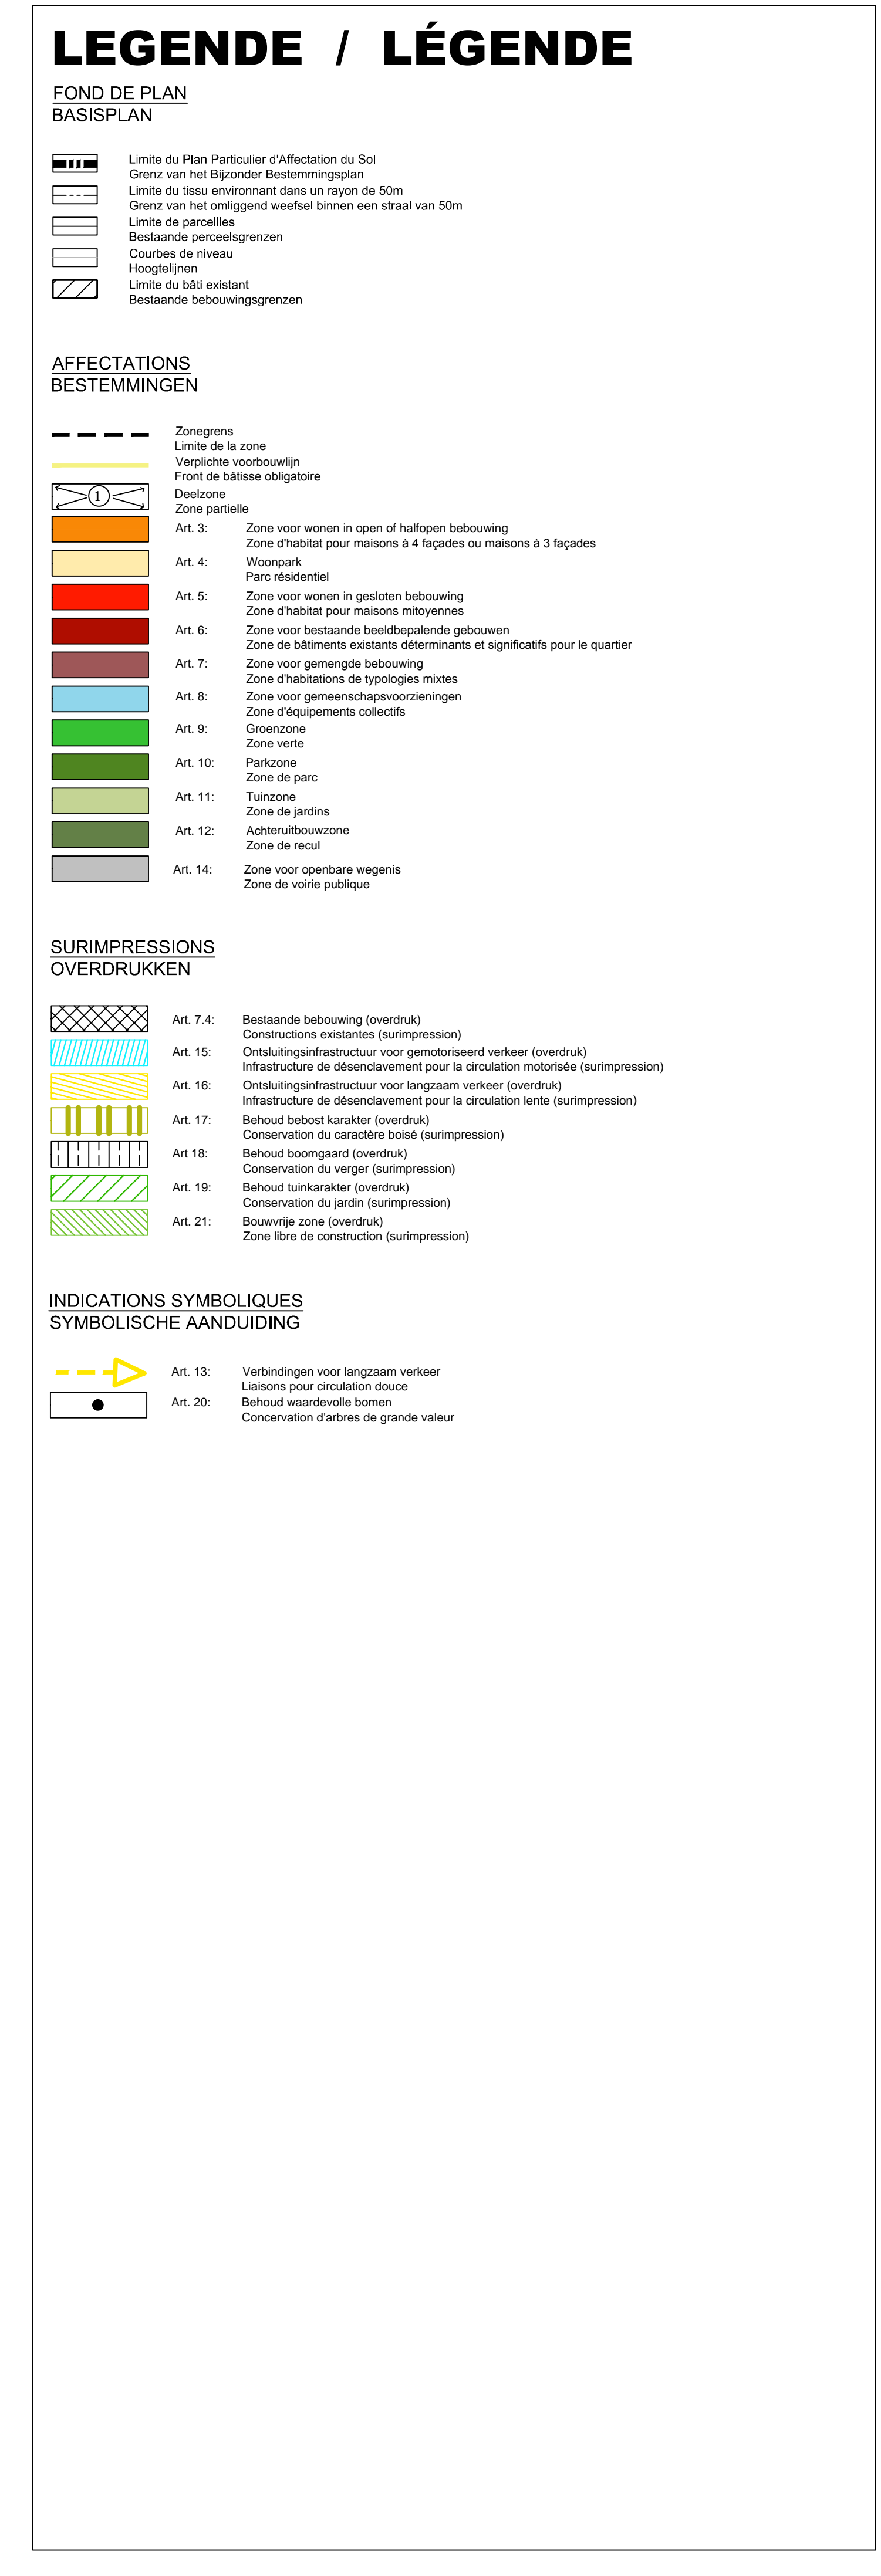 LEGENDE / LÉGENDE
FOND DE PLAN
BASISPLAN
Limite du Plan Particulier d'Affectation du Sol
Grenz van het Bijzonder Bestemmingsplan
Limite du tissu environnant dans un rayon de 50m
Grenz van het omliggend weefsel binnen een straal van 50m
Limite de parcellles
Bestaande perceelsgrenzen
Courbes de niveau
Hoogtelijnen
Limite du bâti existant
Bestaande bebouwingsgrenzen
AFFECTATIONS
BESTEMMINGEN
Zonegrens
Limite de la zone
Verplichte voorbouwlijn
Front de bâtisse obligatoire
1 Deelzone
Zone partielle
Art. 3: Zone voor wonen in open of halfopen bebouwing
Zone d'habitat pour maisons à 4 façades ou maisons à 3 façades
Art. 4: Woonpark
Parc résidentiel
Art. 5: Zone voor wonen in gesloten bebouwing
Zone d'habitat pour maisons mitoyennes
Art. 6: Zone voor bestaande beeldbepalende gebouwen
Zone de bâtiments existants déterminants et significatifs pour le quartier
Art. 7: Zone voor gemengde bebouwing
Zone d'habitations de typologies mixtes
Art. 8: Zone voor gemeenschapsvoorzieningen
Zone d'équipements collectifs
Art. 9: Groenzone
Zone verte
Art. 10: Parkzone
Zone de parc
Art. 11: Tuinzone
Zone de jardins
Art. 12: Achteruitbouwzone
Zone de recul
Art. 14: Zone voor openbare wegenis
Zone de voirie publique
SURIMPRESSIONS
OVERDRUKKEN
Art. 7.4: Bestaande bebouwing (overdruk)
Constructions existantes (surimpression)
Art. 15: Ontsluitingsinfrastructuur voor gemotoriseerd verkeer (overdruk)
Infrastructure de désenclavement pour la circulation motorisée (surimpression)
Art. 16: Ontsluitingsinfrastructuur voor langzaam verkeer (overdruk)
Infrastructure de désenclavement pour la circulation lente (surimpression)
Art. 17: Behoud bebost karakter (overdruk)
Conservation du caractère boisé (surimpression)
Art 18: Behoud boomgaard (overdruk)
Conservation du verger (surimpression)
Art. 19: Behoud tuinkarakter (overdruk)
Conservation du jardin (surimpression)
Art. 21: Bouwvrije zone (overdruk)
Zone libre de construction (surimpression)
INDICATIONS SYMBOLIQUES
SYMBOLISCHE AANDUIDING
Art. 13: Verbindingen voor langzaam verkeer
Liaisons pour circulation douce
Art. 20: Behoud waardevolle bomen
Concervation d'arbres de grande valeur